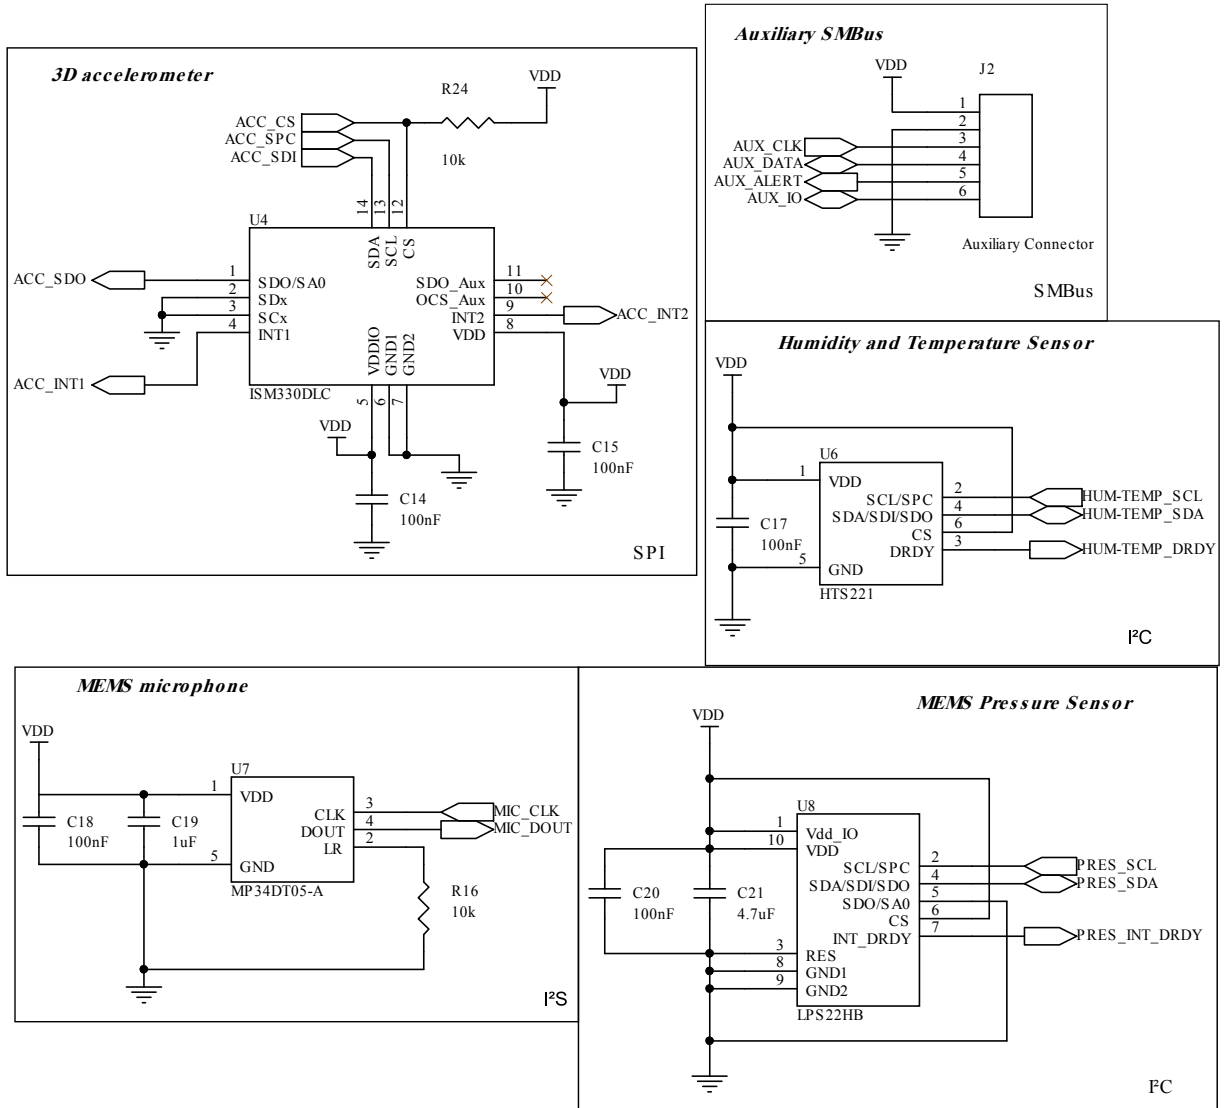 3D accelerometer
R24
VDD
ACC_CS
ACC_SPC
ACC_SDI
10k
14
13
12
U4
SDA
SCL
CS
ACC_SDO
1
SDO/SA0
2
SDx
3
SCx
4
INT1
ACC_INT1
11
SDO_Aux
10
OCS_Aux
9
INT2
ACC_INT2
8
VDD
VDDIO
GND1
GND2
ISM330DLC
5
6
7
VDD
VDD
C15
100nF
C14
100nF
SPI
Auxiliary SMBus
VDD
J2
1
2
AUX_CLK
3
AUX_DATA
4
AUX_ALERT
5
AUX_IO
6
Auxiliary Connector
SMBus
Humidity and Temperature Sensor
VDD
U6
1
VDD
SCL/SPC
2
HUM-TEMP_SCL
SDA/SDI/SDO
4
HUM-TEMP_SDA
CS
6
DRDY
3
HUM-TEMP_DRDY
C17
100nF
5
GND
HTS221
I²C
MEMS microphone
VDD
U7
1
VDD
CLK
3
MIC_CLK
DOUT
4
MIC_DOUT
LR
2
C18
100nF
C19
1uF
5
GND
MP34DT05-A
R16
10k
I²S
MEMS Pressure Sensor
VDD
U8
1
Vdd_IO
10
VDD
SCL/SPC
2
PRES_SCL
SDA/SDI/SDO
4
PRES_SDA
SDO/SA0
5
CS
6
INT_DRDY
7
PRES_INT_DRDY
C20
100nF
C21
4.7uF
3
RES
8
GND1
9
GND2
LPS22HB
I²C